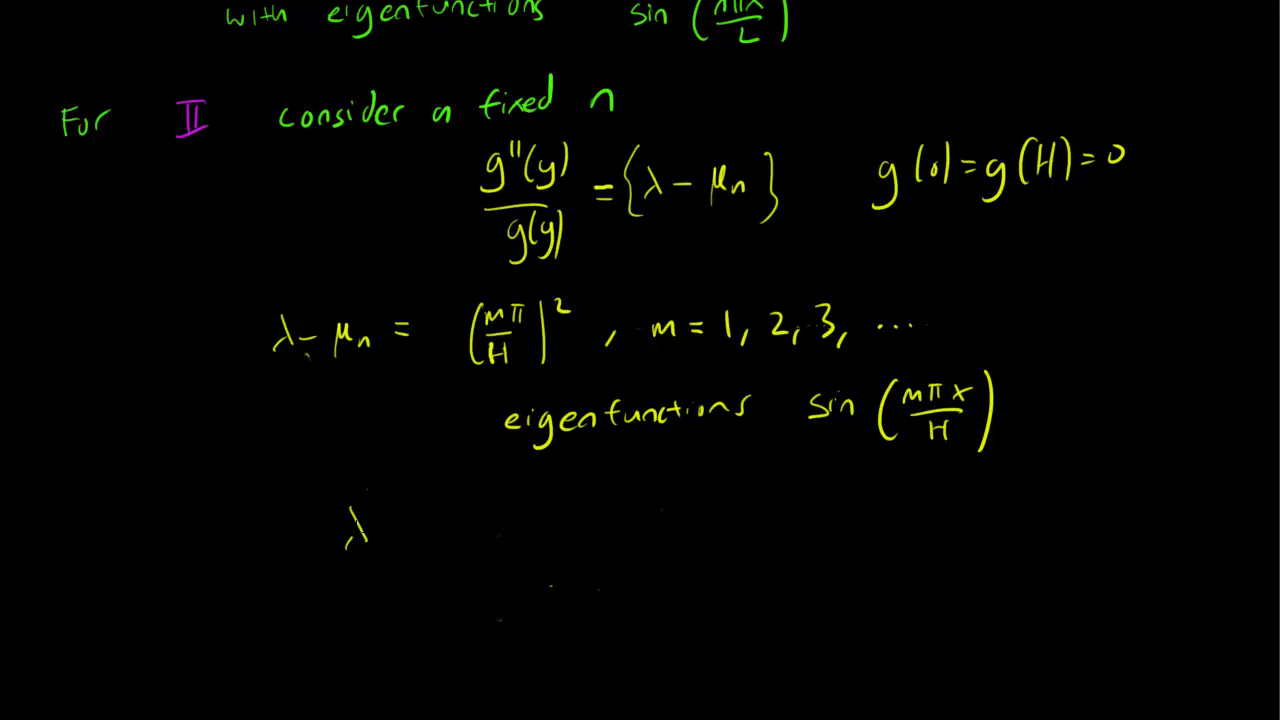 with eigenfunctions sin (nπx/L)
For II consider a fixed n
g''(y)/g(y) = {λ - μₙ} g(0) = g(H) = 0
λ - μₙ = (mπ/H)², m = 1, 2, 3, ....
eigenfunctions sin (mπx/H)
λ